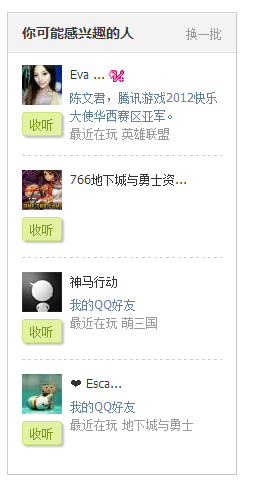 你可能感兴趣的人 换一批
Eva ...
陈文君，腾讯游戏2012快乐
大使华西赛区亚军。
最近在玩 英雄联盟
收听
766地下城与勇士资...
收听
神马行动
我的QQ好友
最近在玩 萌三国
收听
❤ Esca...
我的QQ好友
最近在玩 地下城与勇士
收听